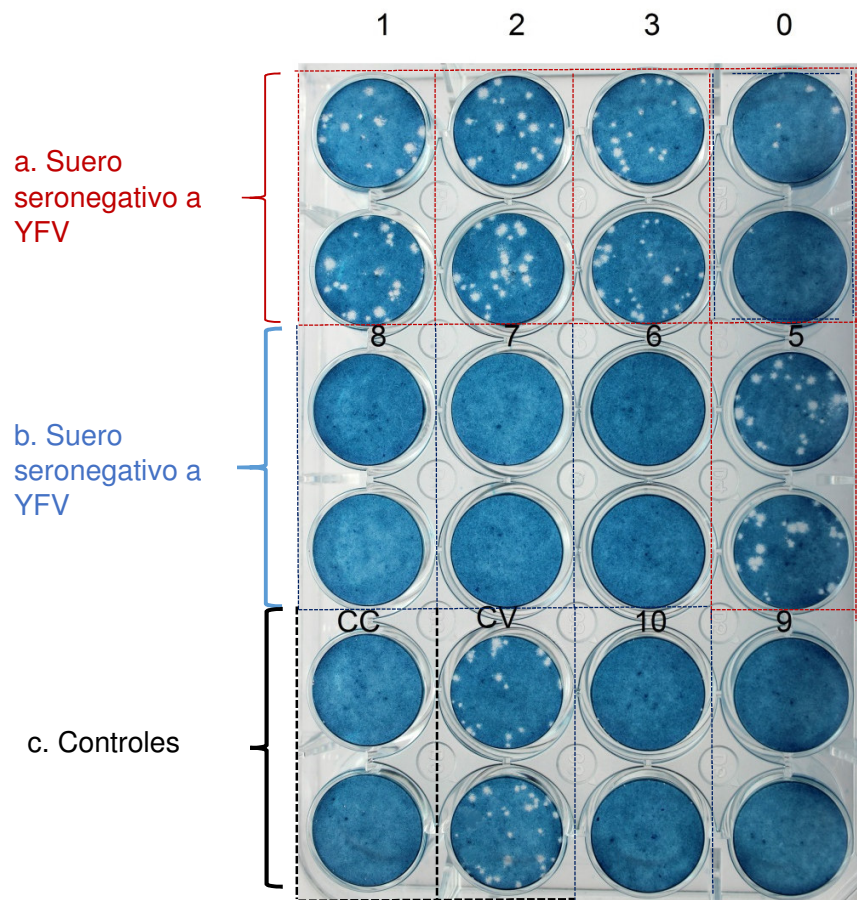 1 2 3 0
a. Suero
seronegativo a
YFV
8 7 6 5
b. Suero
seronegativo a
YFV
CC CV 10 9
c. Controles